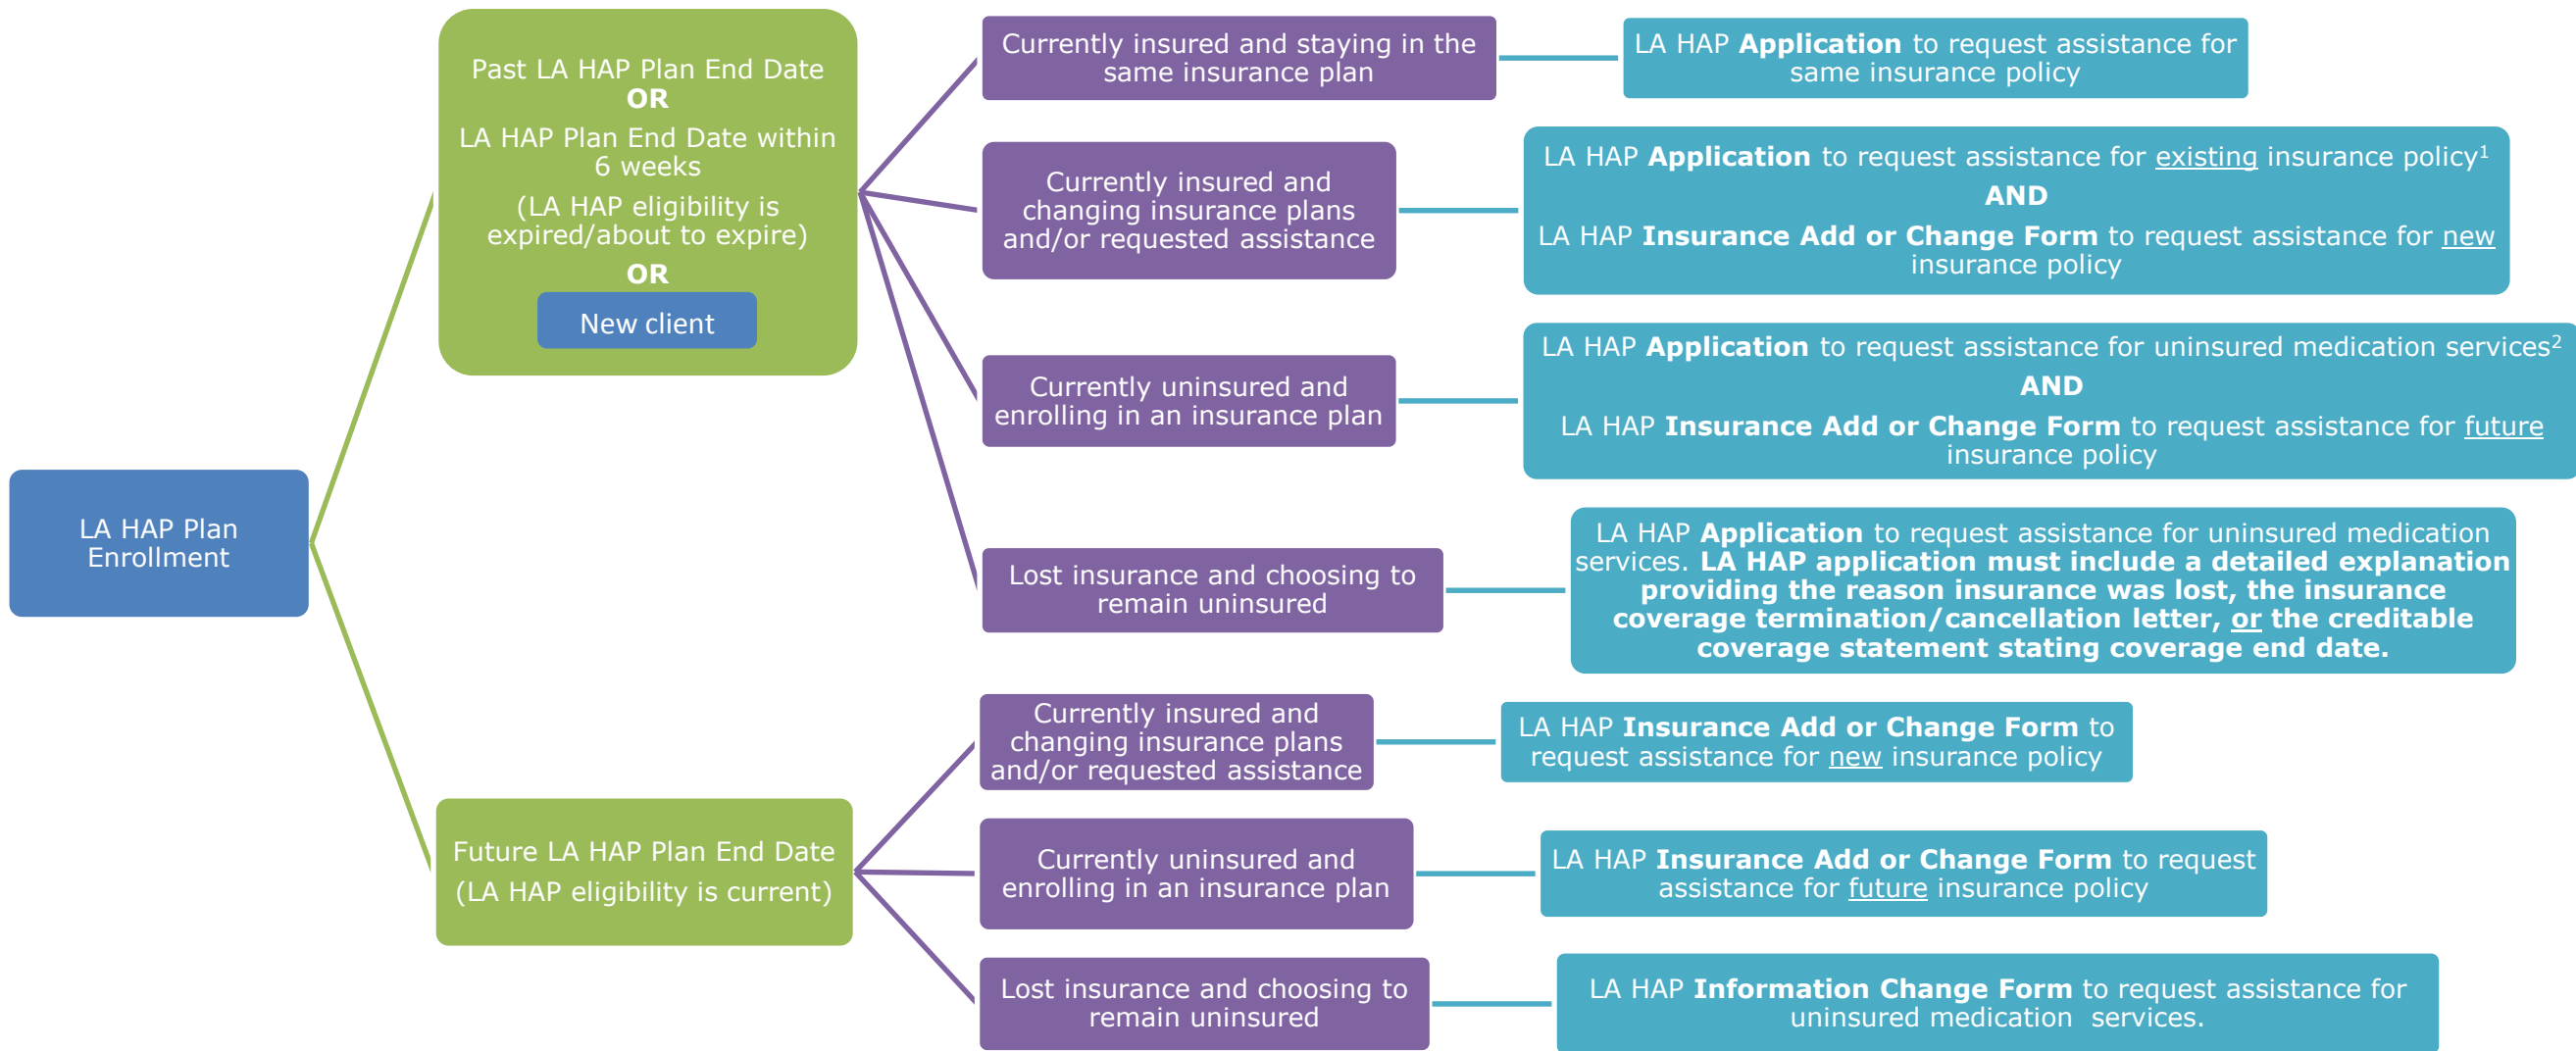 LA HAP Plan
Enrollment
Past LA HAP Plan End Date
OR
LA HAP Plan End Date within
6 weeks
(LA HAP eligibility is
expired/about to expire)
OR
New client
Currently insured and staying in the
same insurance plan
LA HAP Application to request assistance for
same insurance policy
Currently insured and
changing insurance plans
and/or requested assistance
LA HAP Application to request assistance for existing insurance policy¹
AND
LA HAP Insurance Add or Change Form to request assistance for new
insurance policy
Currently uninsured and
enrolling in an insurance plan
LA HAP Application to request assistance for uninsured medication services²
AND
LA HAP Insurance Add or Change Form to request assistance for future
insurance policy
Lost insurance and choosing to
remain uninsured
LA HAP Application to request assistance for uninsured medication
services. LA HAP application must include a detailed explanation
providing the reason insurance was lost, the insurance
coverage termination/cancellation letter, or the creditable
coverage statement stating coverage end date.
Future LA HAP Plan End Date
(LA HAP eligibility is current)
Currently insured and
changing insurance plans
and/or requested assistance
LA HAP Insurance Add or Change Form to
request assistance for new insurance policy
Currently uninsured and
enrolling in an insurance plan
LA HAP Insurance Add or Change Form to request
assistance for future insurance policy
Lost insurance and choosing to
remain uninsured
LA HAP Information Change Form to request assistance for
uninsured medication services.